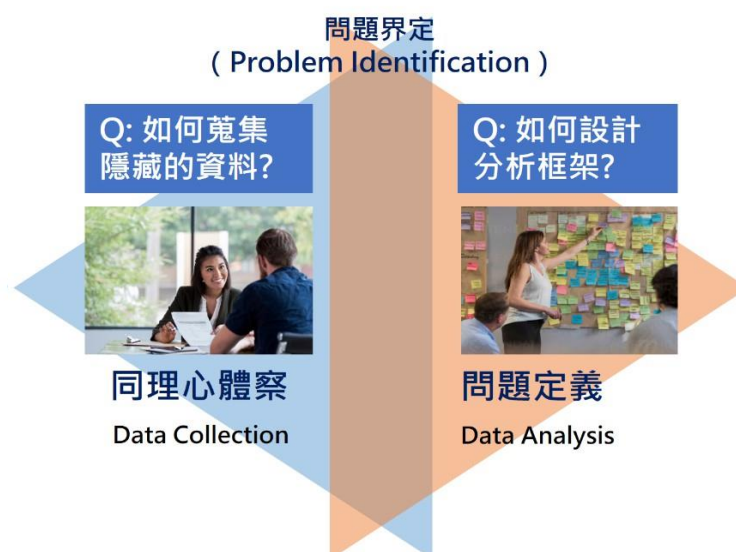 問題界定
( Problem Identification )
Q: 如何蒐集
隱藏的資料?
同理心體察
Data Collection
Q: 如何設計
分析框架?
問題定義
Data Analysis